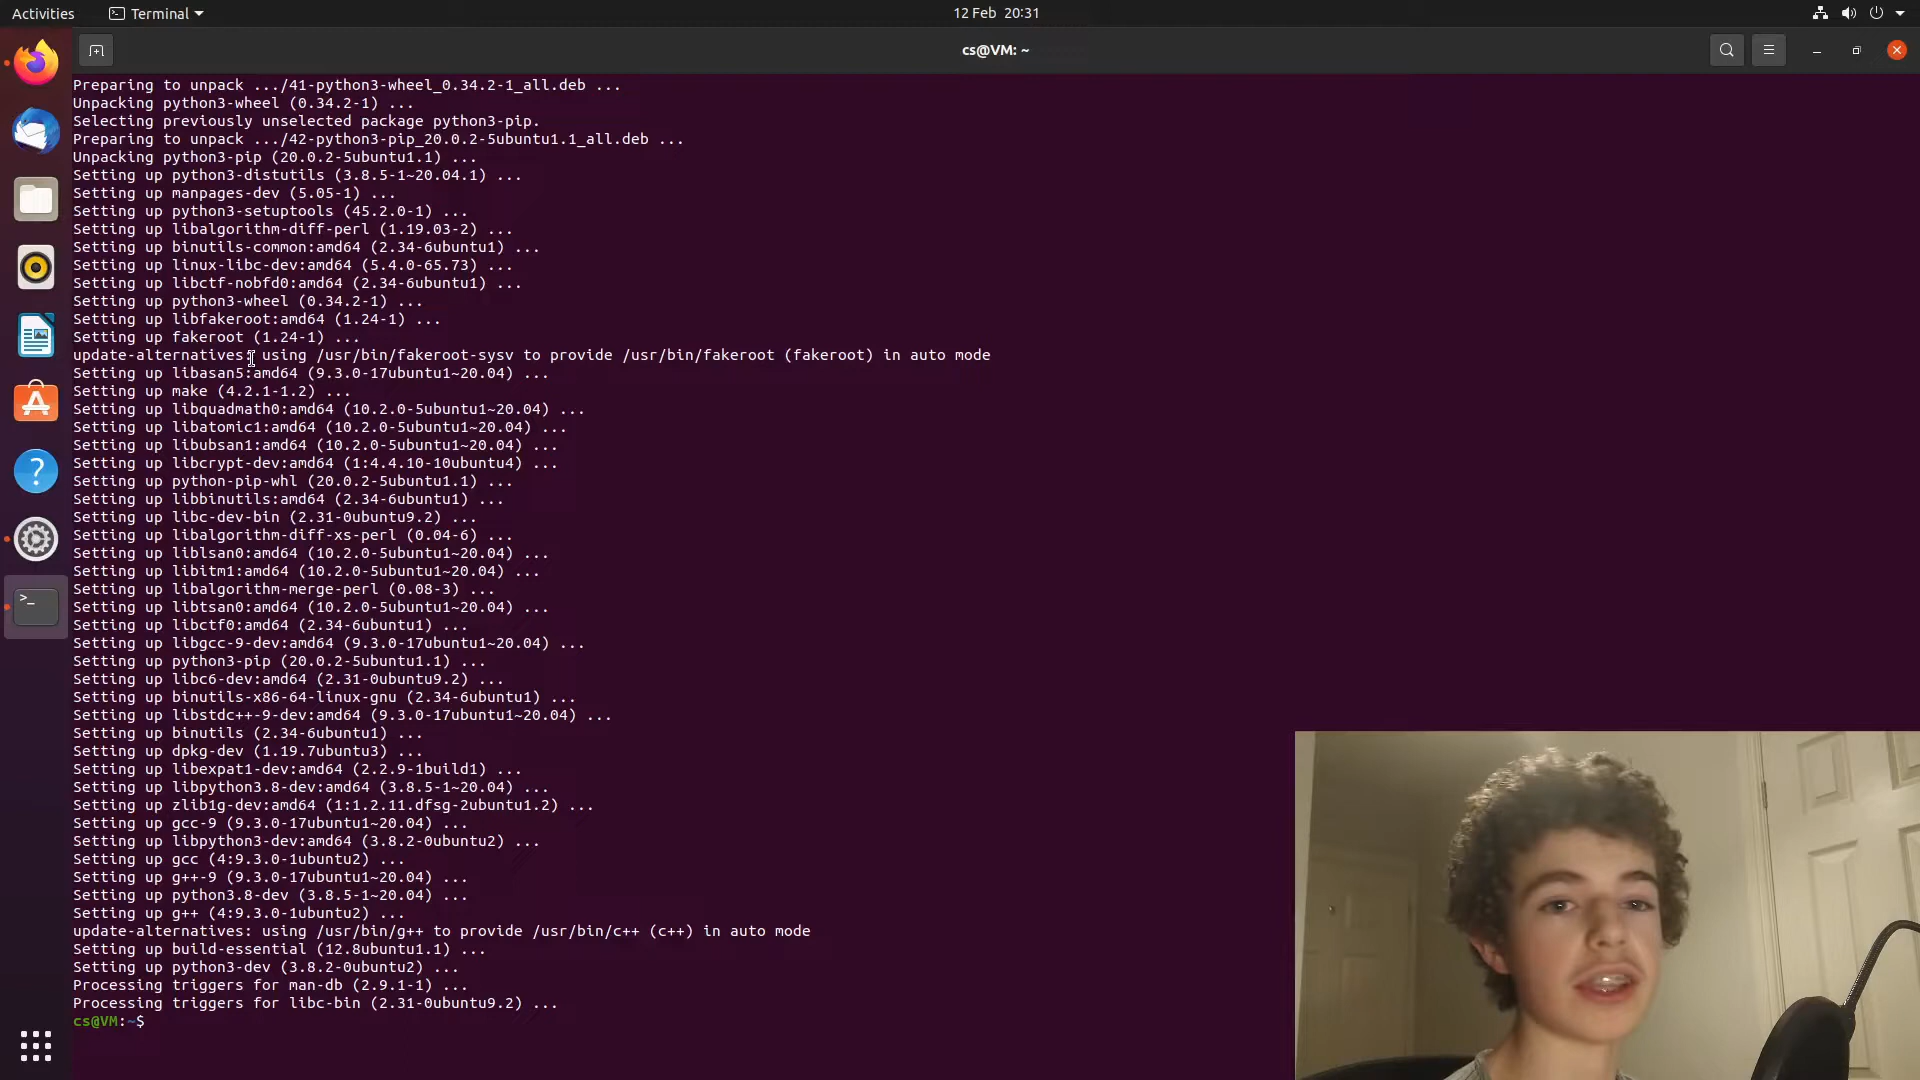 Activities
Terminal
12 Feb 20:31
cs@VM: ~
Preparing to unpack .../41-python3-wheel_0.34.2-1_all.deb ...
Unpacking python3-wheel (0.34.2-1) ...
Selecting previously unselected package python3-pip.
Preparing to unpack .../42-python3-pip_20.0.2-5ubuntu1.1_all.deb ...
Unpacking python3-pip (20.0.2-5ubuntu1.1) ...
Setting up python3-distutils (3.8.5-1~20.04.1) ...
Setting up manpages-dev (5.05-1) ...
Setting up python3-setuptools (45.2.0-1) ...
Setting up libalgorithm-diff-perl (1.19.03-2) ...
Setting up binutils-common:amd64 (2.34-6ubuntu1) ...
Setting up linux-libc-dev:amd64 (5.4.0-65.73) ...
Setting up libctf-nobfd0:amd64 (2.34-6ubuntu1) ...
Setting up python3-wheel (0.34.2-1) ...
Setting up libfakeroot:amd64 (1.24-1) ...
Setting up fakeroot (1.24-1) ...
update-alternatives: using /usr/bin/fakeroot-sysv to provide /usr/bin/fakeroot (fakeroot) in auto mode
Setting up libasan5:amd64 (9.3.0-17ubuntu1~20.04) ...
Setting up make (4.2.1-1.2) ...
Setting up libquadmath0:amd64 (10.2.0-5ubuntu1~20.04) ...
Setting up libatomic1:amd64 (10.2.0-5ubuntu1~20.04) ...
Setting up libubsan1:amd64 (10.2.0-5ubuntu1~20.04) ...
Setting up libcrypt-dev:amd64 (1:4.4.10-10ubuntu4) ...
Setting up python-pip-whl (20.0.2-5ubuntu1.1) ...
Setting up libbinutils:amd64 (2.34-6ubuntu1) ...
Setting up libc-dev-bin (2.31-0ubuntu9.2) ...
Setting up libalgorithm-diff-xs-perl (0.04-6) ...
Setting up liblsan0:amd64 (10.2.0-5ubuntu1~20.04) ...
Setting up libitm1:amd64 (10.2.0-5ubuntu1~20.04) ...
Setting up libalgorithm-merge-perl (0.08-3) ...
Setting up libtsan0:amd64 (10.2.0-5ubuntu1~20.04) ...
Setting up libctf0:amd64 (2.34-6ubuntu1) ...
Setting up libgcc-9-dev:amd64 (9.3.0-17ubuntu1~20.04) ...
Setting up python3-pip (20.0.2-5ubuntu1.1) ...
Setting up libc6-dev:amd64 (2.31-0ubuntu9.2) ...
Setting up binutils-x86-64-linux-gnu (2.34-6ubuntu1) ...
Setting up libstdc++-9-dev:amd64 (9.3.0-17ubuntu1~20.04) ...
Setting up binutils (2.34-6ubuntu1) ...
Setting up dpkg-dev (1.19.7ubuntu3) ...
Setting up libexpat1-dev:amd64 (2.2.9-1build1) ...
Setting up libpython3.8-dev:amd64 (3.8.5-1~20.04) ...
Setting up zlib1g-dev:amd64 (1:1.2.11.dfsg-2ubuntu1.2) ...
Setting up gcc-9 (9.3.0-17ubuntu1~20.04) ...
Setting up libpython3-dev:amd64 (3.8.2-0ubuntu2) ...
Setting up gcc (4:9.3.0-1ubuntu2) ...
Setting up g++-9 (9.3.0-17ubuntu1~20.04) ...
Setting up python3.8-dev (3.8.5-1~20.04) ...
Setting up g++ (4:9.3.0-1ubuntu2) ...
update-alternatives: using /usr/bin/g++ to provide /usr/bin/c++ (c++) in auto mode
Setting up build-essential (12.8ubuntu1.1) ...
Setting up python3-dev (3.8.2-0ubuntu2) ...
Processing triggers for man-db (2.9.1-1) ...
Processing triggers for libc-bin (2.31-0ubuntu9.2) ...
cs@VM:~$